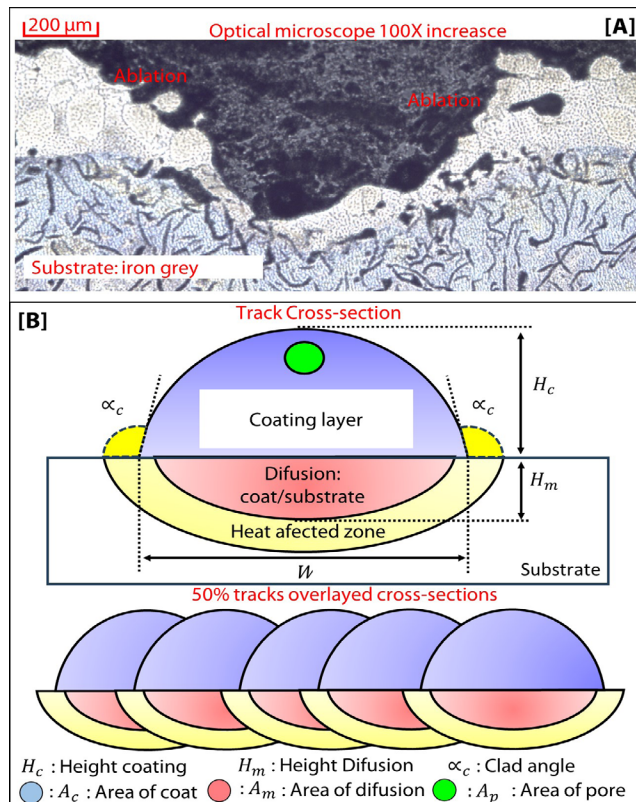 200 μm
Optical microscope 100X increasce
[A]
Ablation
Ablation
Substrate: iron grey
[B]
Track Cross-section
∝c
∝c
Hc
Coating layer
Difusion:
coat/substrate
Hm
Heat afected zone
W
Substrate
50% tracks overlayed cross-sections
Hc : Height coating
Hm : Height Difusion
∝c : Clad angle
: Ac : Area of coat
: Am : Area of difusion
: Ap : Area of pore